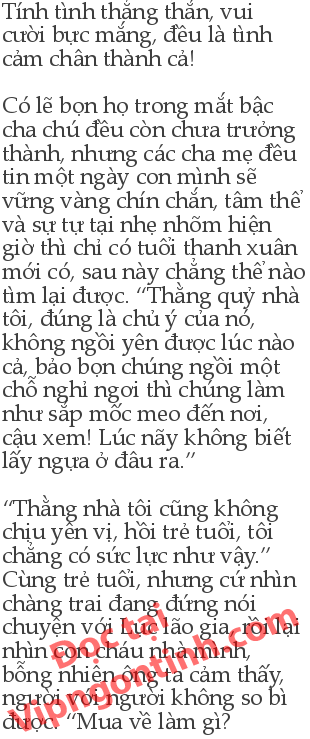 Tính tình thẳng thắn, vui
cười bực mắng, đều là tình
cảm chân thành cả!
Có lẽ bọn họ trong mắt bậc
cha chú đều còn chưa trưởng
thành, nhưng các cha mẹ đều
tin một ngày con mình sẽ
vững vàng chín chắn, tâm thể
và sự tự tại nhẹ nhõm hiện
giờ thì chỉ có tuổi thanh xuân
mới có, sau này chẳng thể nào
tìm lại được. “Thằng quỷ nhà
tôi, đúng là chủ ý của nó,
không ngồi yên được lúc nào
cả, bảo bọn chúng ngồi một
chỗ nghỉ ngơi thì chúng làm
như sắp mốc meo đến nơi,
cậu xem! Lúc nãy không biết
lấy ngựa ở đâu ra.”
“Thằng nhà tôi cũng không
chịu yên vị, hồi trẻ tuổi, tôi
chẳng có sức lực như vậy.”
Cùng trẻ tuổi, nhưng cứ nhìn
chàng trai đang đứng nói
chuyện với Lục lão gia, rồi lại
nhìn con cháu nhà mình,
bỗng nhiên ông ta cảm thấy,
người với người không so bì
được. “Mua về làm gì?
Đọc tại
Vipngontinh.com